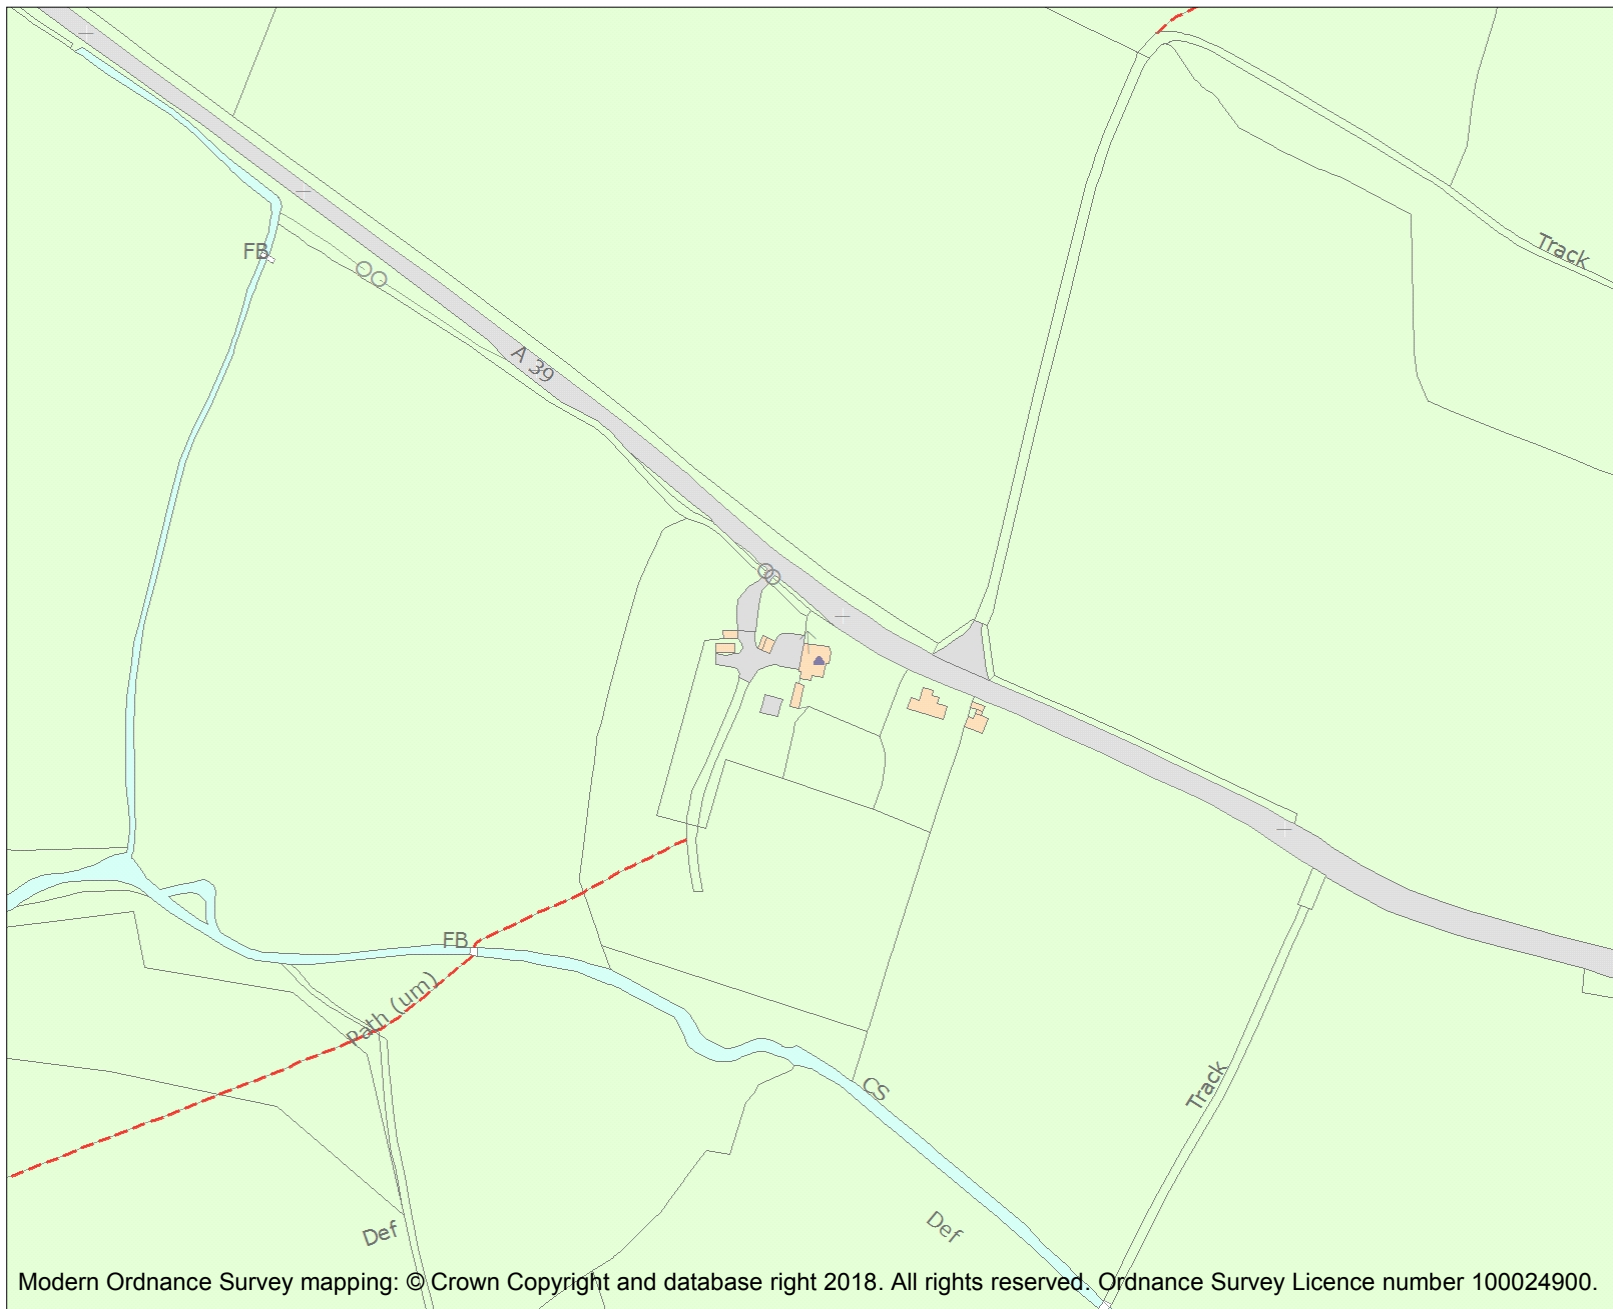 Track
FB
A 39
FB
Path (um)
CS
Track
Def
Def
Modern Ordnance Survey mapping: © Crown Copyright and database right 2018. All rights reserved. Ordnance Survey Licence number 100024900.